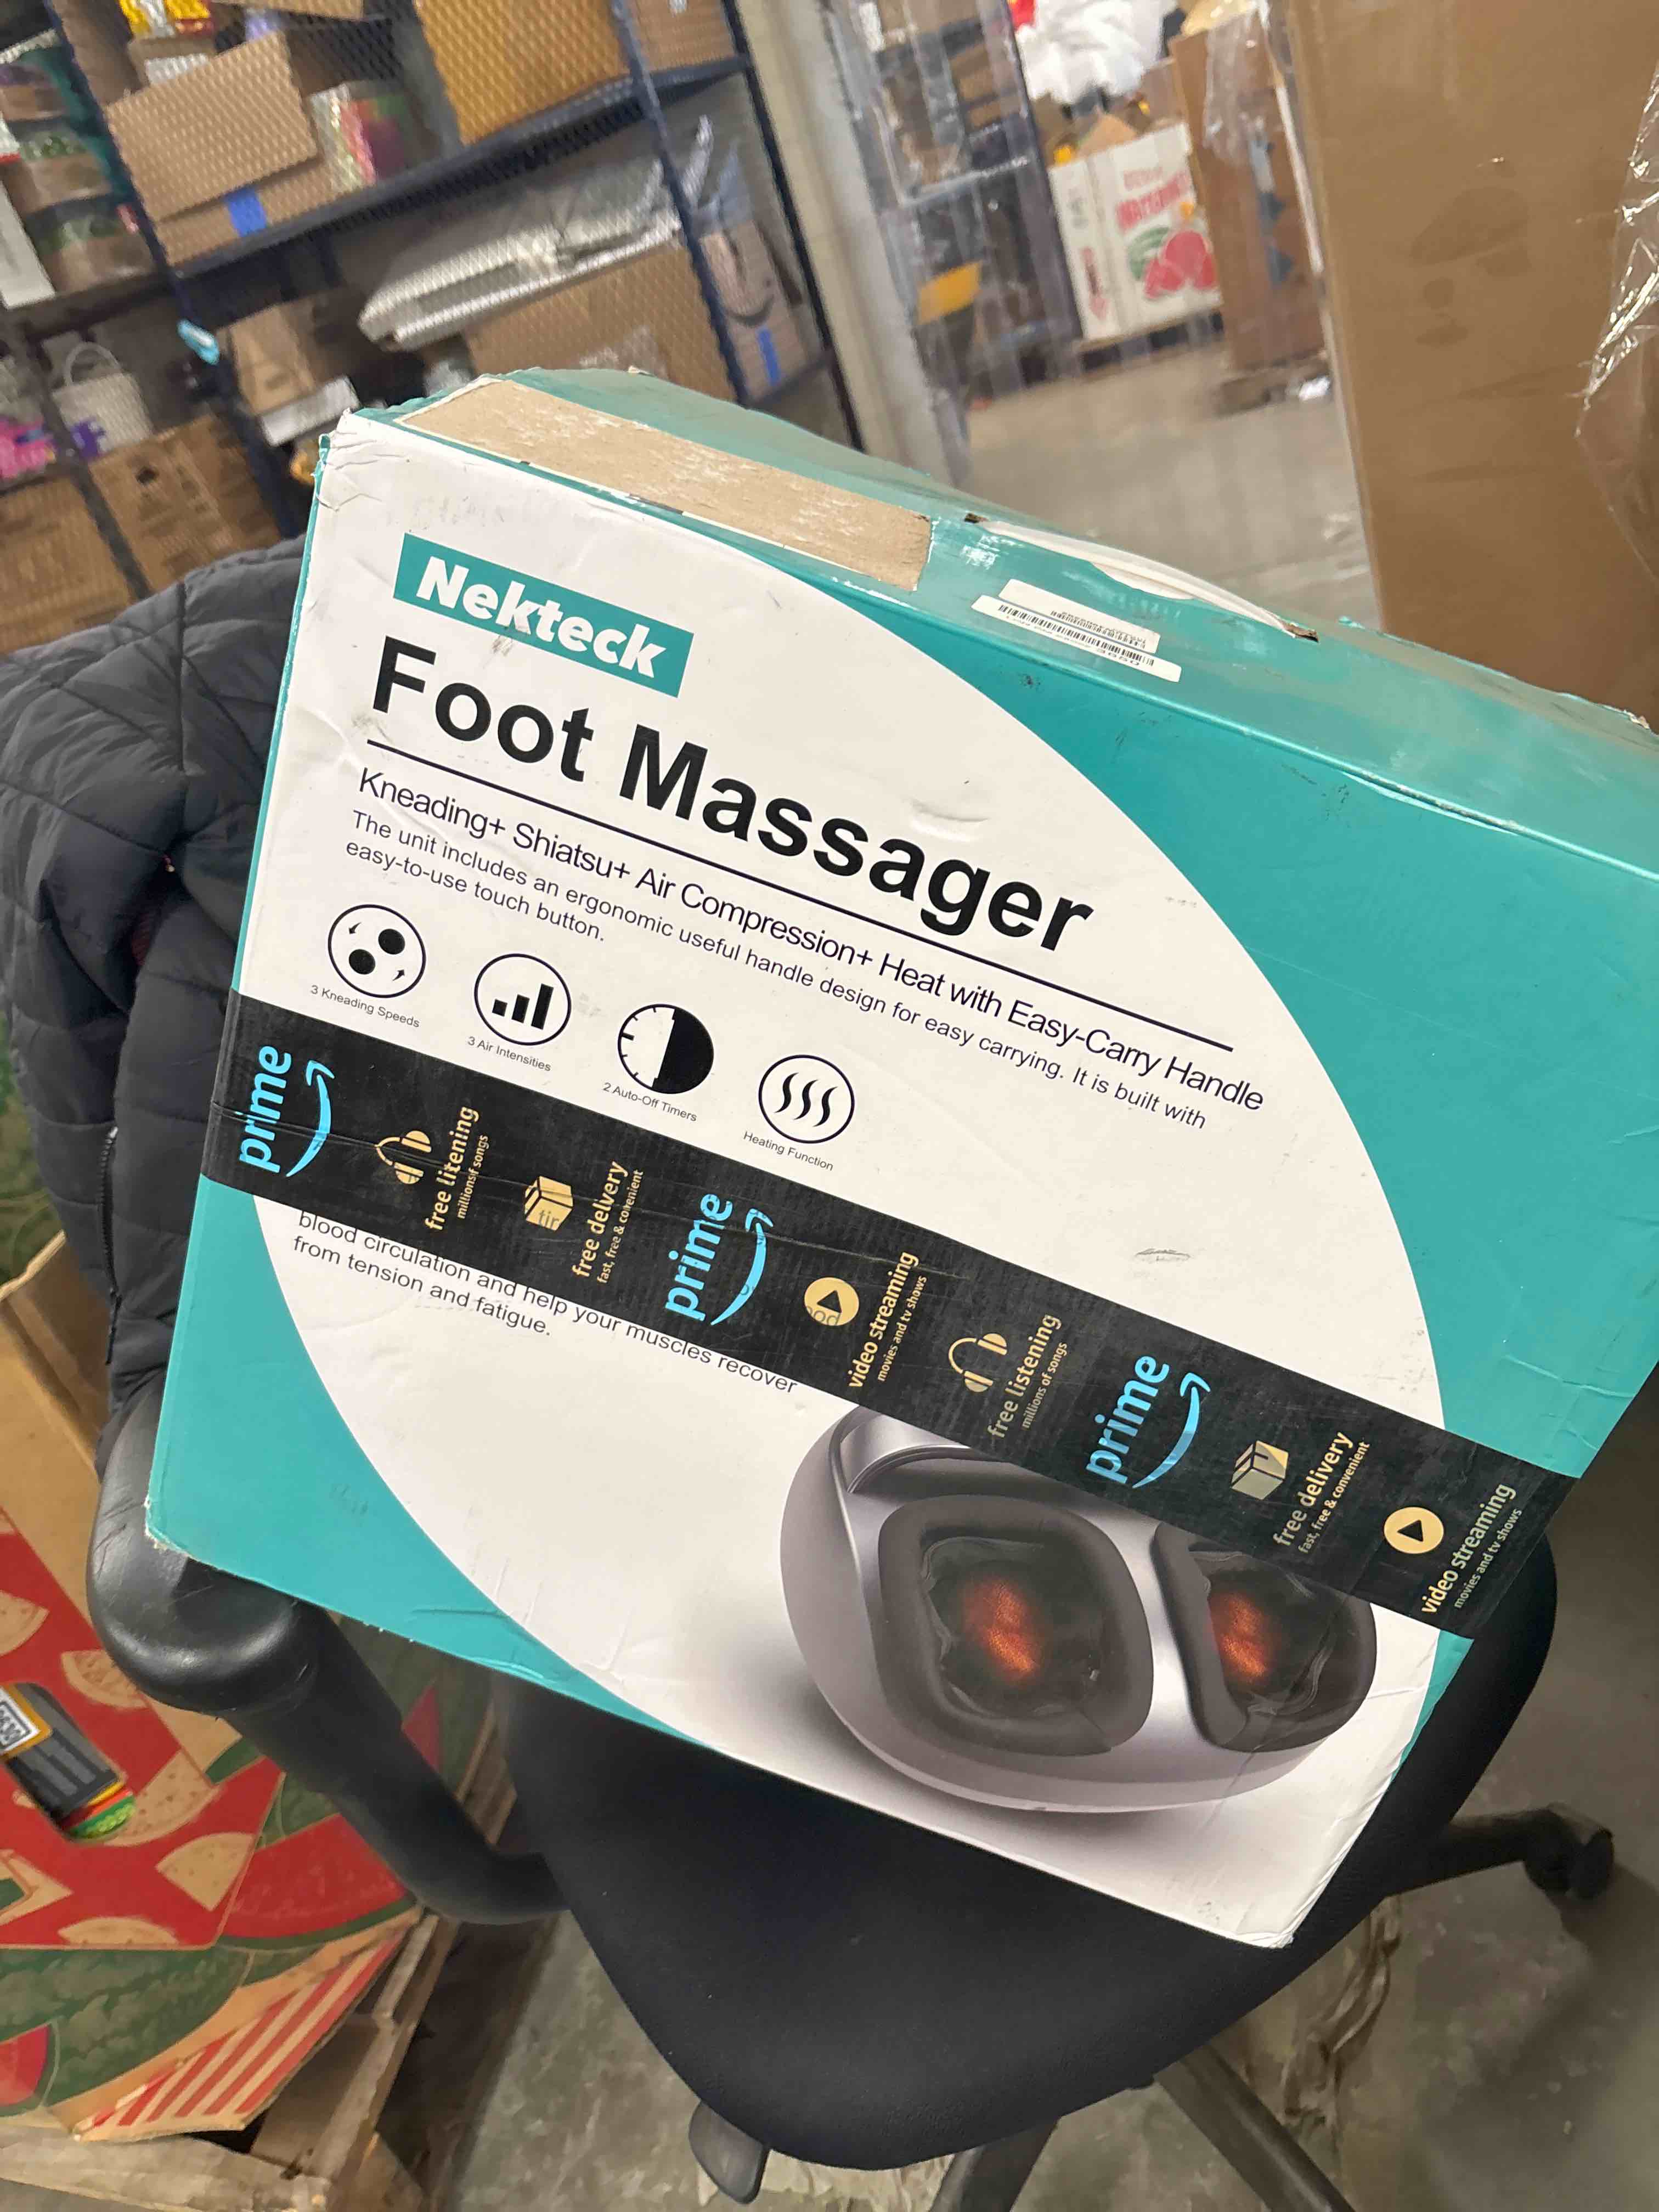 Nekteck
Foot Massager
Kneading+ Shiatsu+ Air Compression+ Heat with Easy-Carry Handle
The unit includes an ergonomic useful handle design for easy carrying. It is built with
easy-to-use touch button.
3 Kneading Speeds
3 Air Intensities
2 Auto-Off Timers
Heating Function
prime
free litening
millions f songs
free delivery
fast, free & convenient
prime
video streaming
movies and tv shows
free listening
millions of songs
prime
free delivery
fast, free & convenient
video streaming
movies and tv shows
blood circulation and help your muscles recover
from tension and fatigue.